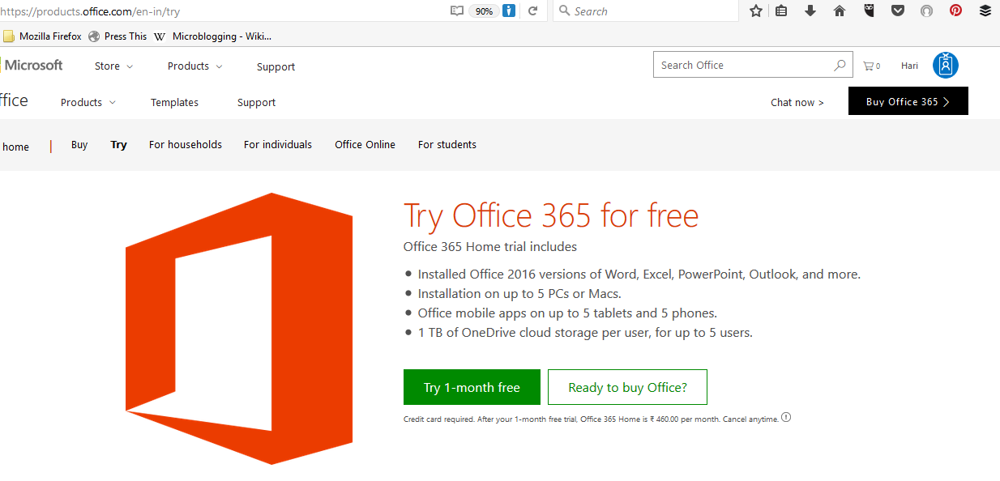 https://products.office.com/en-in/try 90% Search
Mozilla Firefox Press This W Microblogging - Wiki...
Microsoft Store Products Support Search Office 0 Hari
ffice Products Templates Support Chat now > Buy Office 365
home | Buy Try For households For individuals Office Online For students
Try Office 365 for free
Office 365 Home trial includes
• Installed Office 2016 versions of Word, Excel, PowerPoint, Outlook, and more.
• Installation on up to 5 PCs or Macs.
• Office mobile apps on up to 5 tablets and 5 phones.
• 1 TB of OneDrive cloud storage per user, for up to 5 users.
Try 1-month free Ready to buy Office?
Credit card required. After your 1-month free trial, Office 365 Home is ₹ 460.00 per month. Cancel anytime.